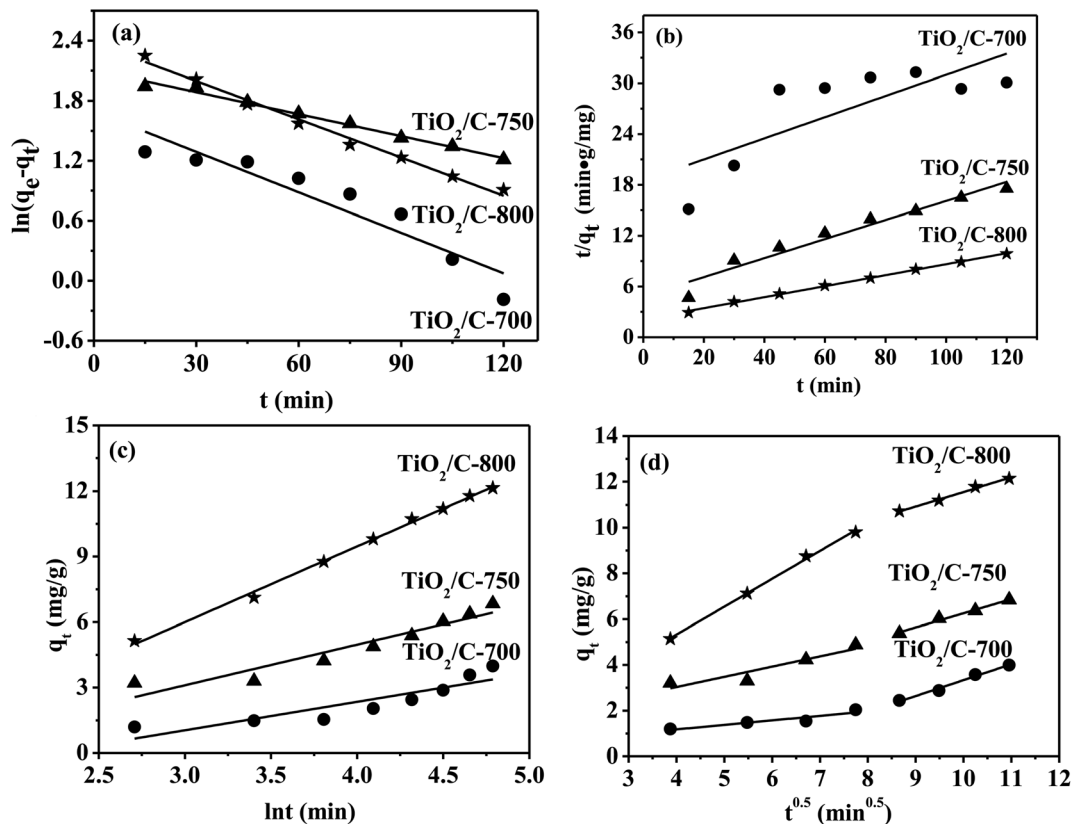 (a)
2.4
1.8
1.2
0.6
0.0
-0.6
ln(qₑ-qₜ)
TiO₂/C-750
TiO₂/C-800
TiO₂/C-700
0 30 60 90 120
t (min)
(b)
36
30
24
18
12
6
0
t/qₜ (min•g/mg)
TiO₂/C-700
TiO₂/C-750
TiO₂/C-800
0 20 40 60 80 100 120
t (min)
(c)
15
12
9
6
3
0
qₜ (mg/g)
TiO₂/C-800
TiO₂/C-750
TiO₂/C-700
2.5 3.0 3.5 4.0 4.5 5.0
lnt (min)
(d)
14
12
10
8
6
4
2
0
qₜ (mg/g)
TiO₂/C-800
TiO₂/C-750
TiO₂/C-700
3 4 5 6 7 8 9 10 11 12
t⁰·⁵ (min⁰·⁵)